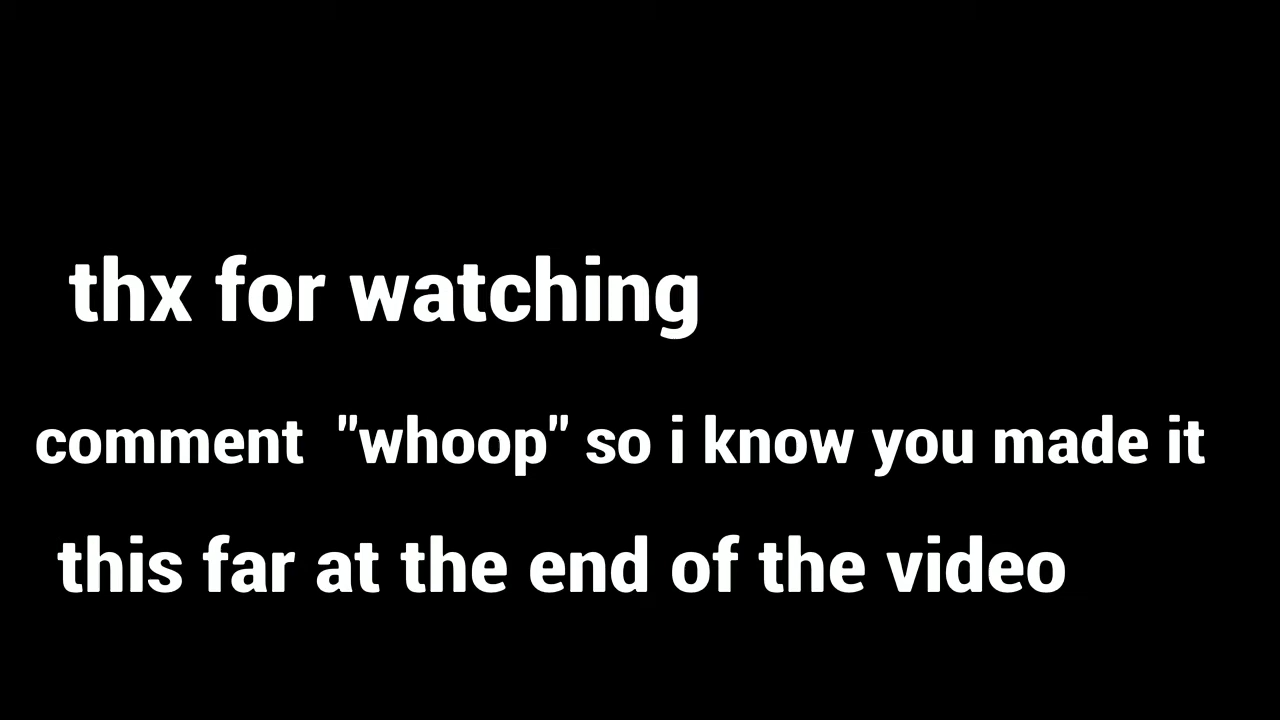 thx for watching
comment "whoop" so i know you made it
this far at the end of the video